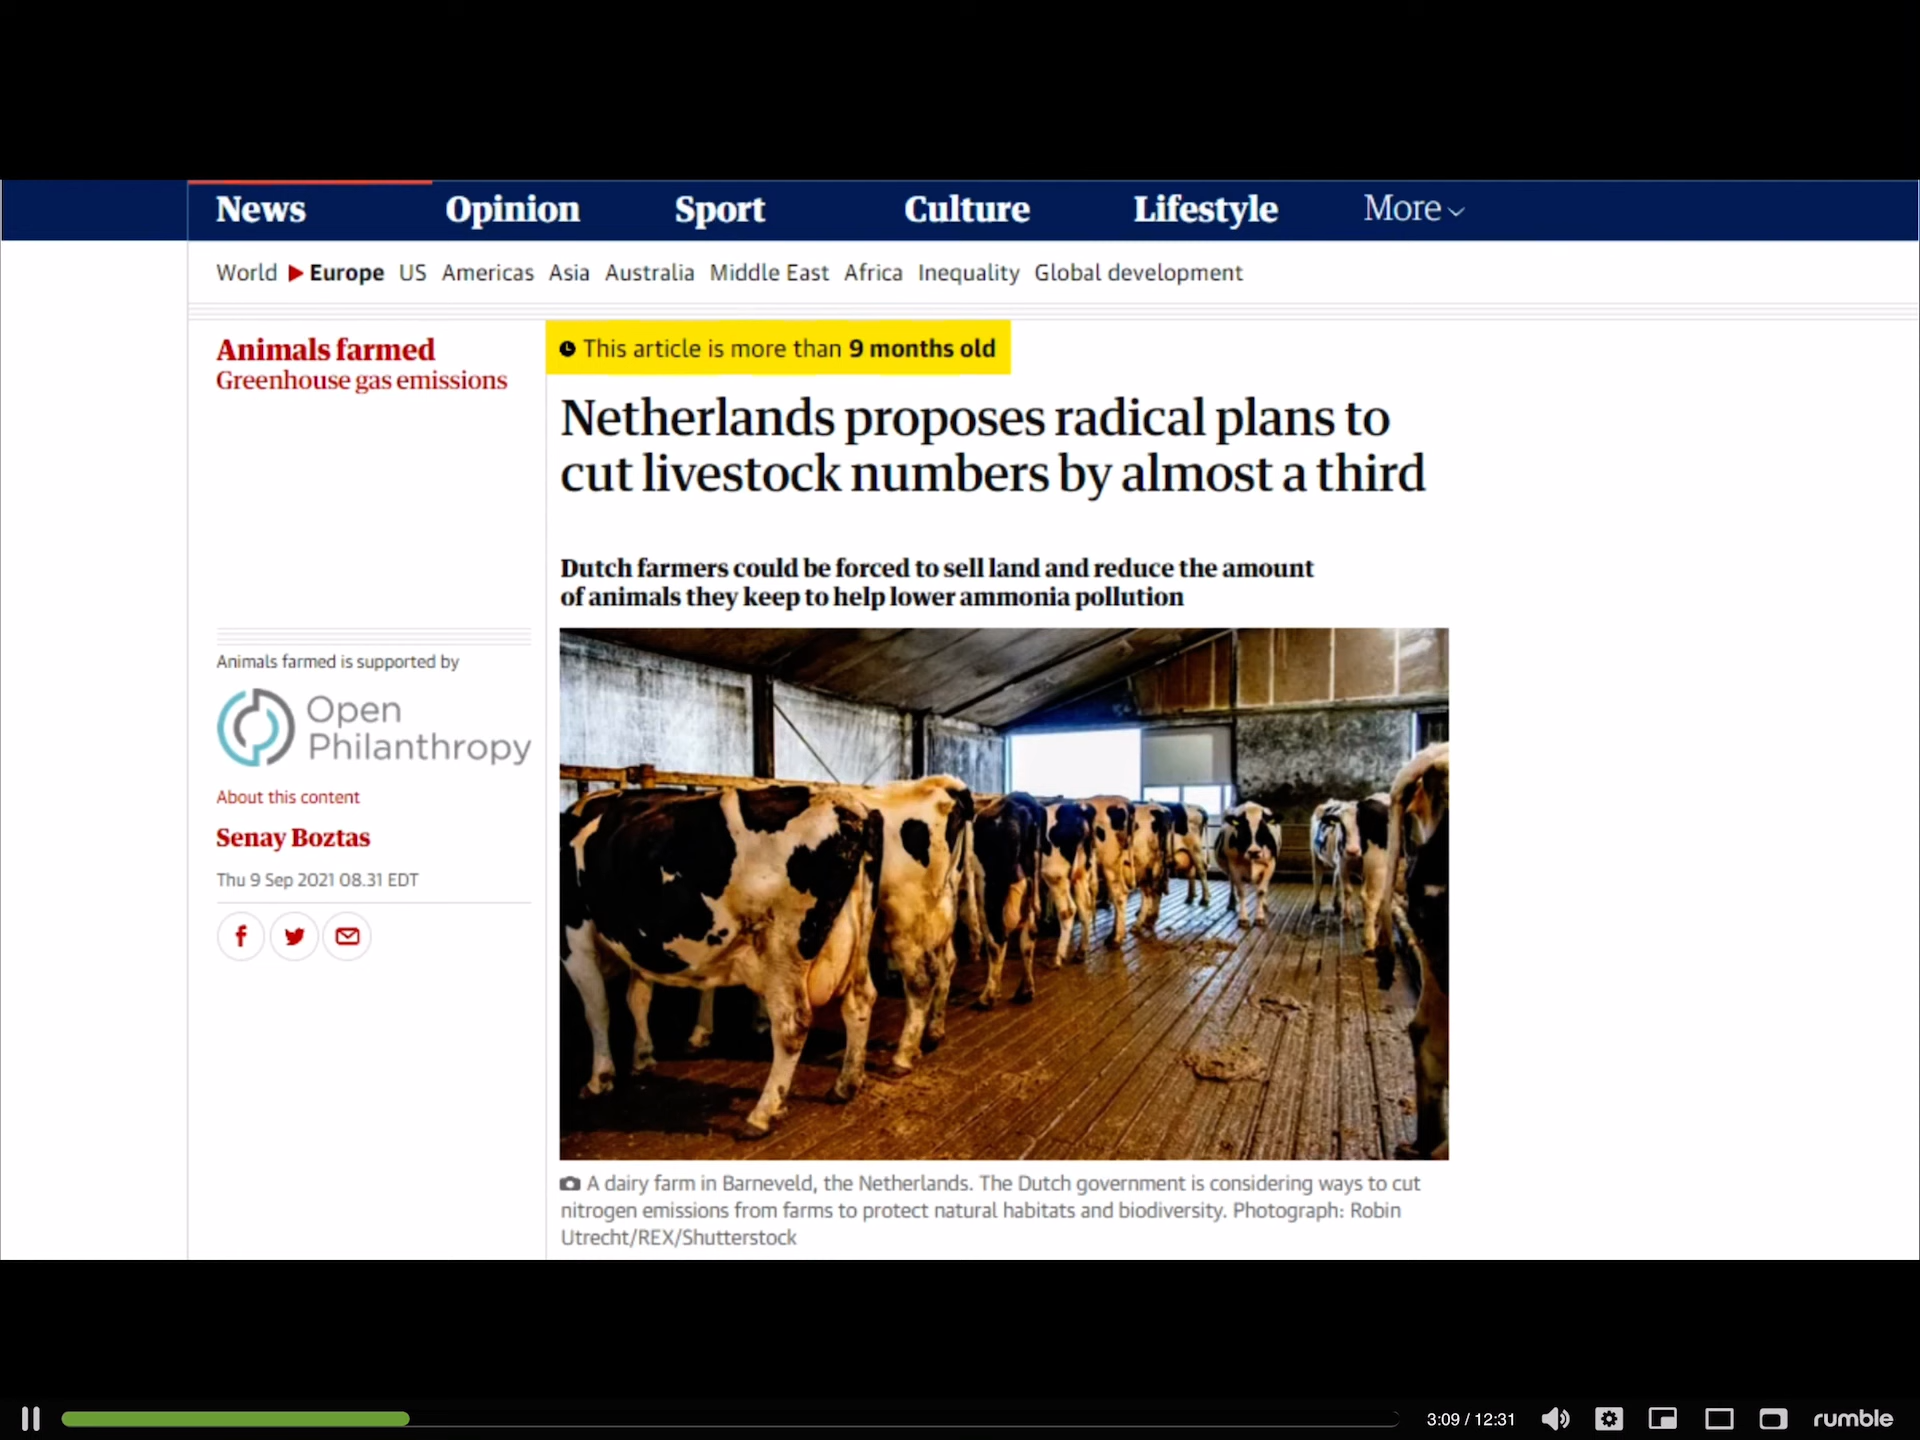 News Opinion Sport Culture Lifestyle More
World Europe US Americas Asia Australia Middle East Africa Inequality Global development
Animals farmed
Greenhouse gas emissions
This article is more than 9 months old
Netherlands proposes radical plans to
cut livestock numbers by almost a third
Dutch farmers could be forced to sell land and reduce the amount
of animals they keep to help lower ammonia pollution
Animals farmed is supported by
Open
Philanthropy
About this content
Senay Boztas
Thu 9 Sep 2021 08.31 EDT
A dairy farm in Barneveld, the Netherlands. The Dutch government is considering ways to cut
nitrogen emissions from farms to protect natural habitats and biodiversity. Photograph: Robin
Utrecht/REX/Shutterstock
3:09 / 12:31
rumble